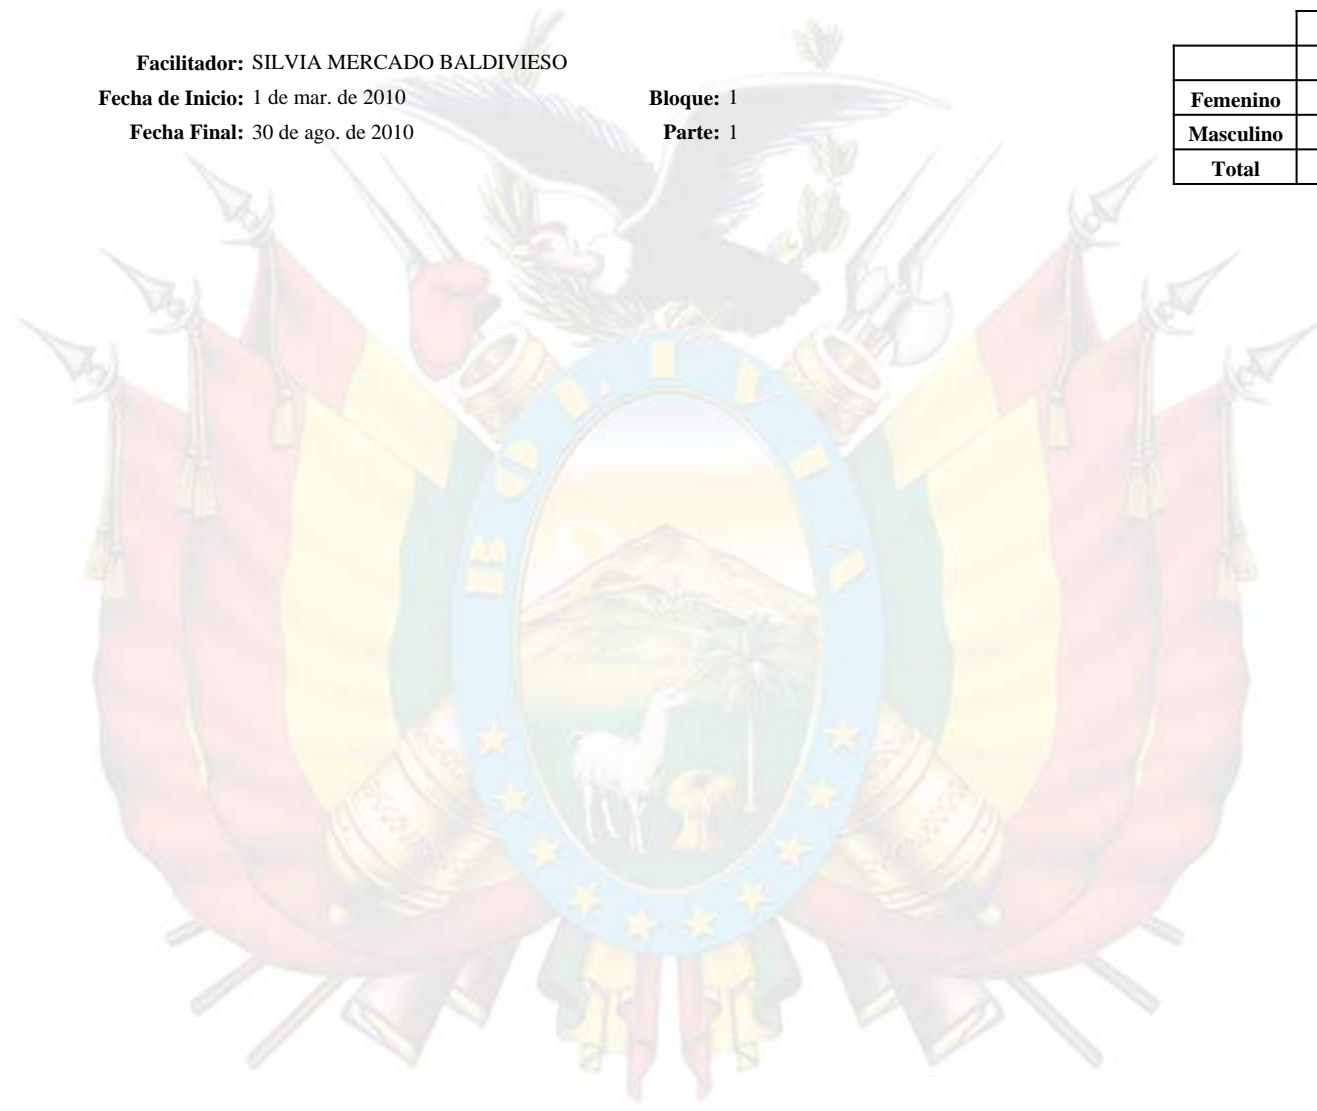 Facilitador: SILVIA MERCADO BALDIVIESO
Fecha de Inicio: 1 de mar. de 2010 Bloque: 1
Fecha Final: 30 de ago. de 2010 Parte: 1
Femenino
Masculino
Total
BOLIVIA